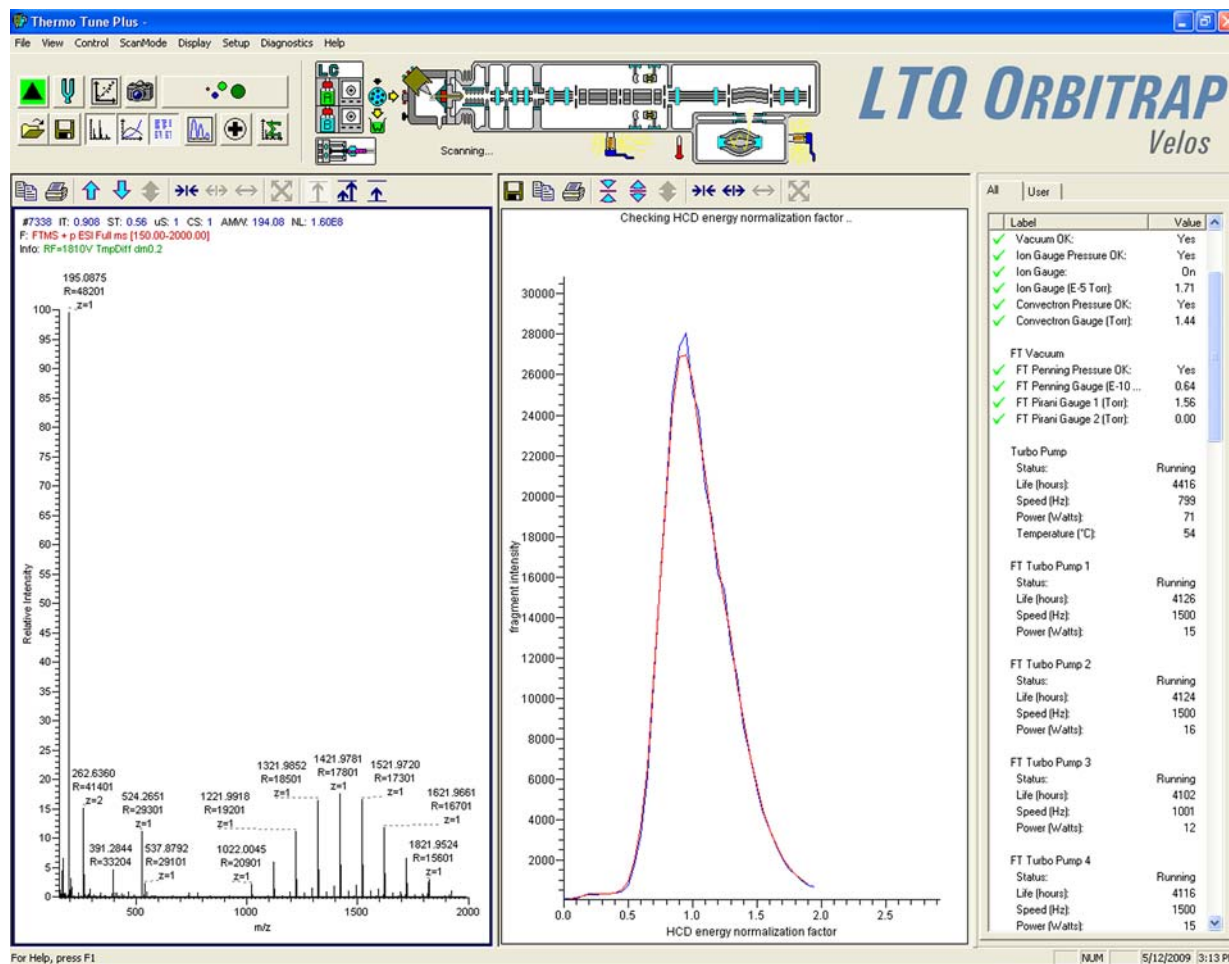 Thermo Tune Plus -
File View Control ScanMode Display Setup Diagnostics Help
LC
A
B
Scanning...
LTQ ORBITRAP
Velos
#7338 IT: 0.908 ST: 0.56 uS: 1 CS: 1 AMW: 194.08 NL: 1.60E8
F: FTMS + p ESI Full ms [150.00-2000.00]
Info: RF=1810V TmpDiff dm0.2
195.0875
R=48201
z=1
100
95
90
85
80
75
70
65
60
55
50
45
40
35
30
25
20
15
10
5
0
Relative Intensity
262.6360
R=41401
z=2
391.2844
R=33204
524.2651
R=29301
z=1
537.8792
R=29101
z=1
1022.0045
R=20901
z=1
1221.9918
R=19201
z=1
1321.9852
R=18501
z=1
1421.9781
R=17801
z=1
1521.9720
R=17301
z=1
1621.9661
R=16701
z=1
1821.9524
R=15601
z=1
500 1000 1500 2000
m/z
Checking HCD energy normalization factor ..
30000
28000
26000
24000
22000
20000
18000
16000
14000
12000
10000
8000
6000
4000
2000
fragment intensity
0.0 0.5 1.0 1.5 2.0 2.5
HCD energy normalization factor
All User
Label Value
Vacuum OK: Yes
Ion Gauge Pressure OK: Yes
Ion Gauge: On
Ion Gauge (E-5 Torr): 1.71
Convectron Pressure OK: Yes
Convectron Gauge (Torr): 1.44
FT Vacuum
FT Penning Pressure OK: Yes
FT Penning Gauge (E-10 ... 0.64
FT Pirani Gauge 1 (Torr): 1.56
FT Pirani Gauge 2 (Torr): 0.00
Turbo Pump
Status: Running
Life (hours): 4416
Speed (Hz): 799
Power (Watts): 71
Temperature (°C): 54
FT Turbo Pump 1
Status: Running
Life (hours): 4126
Speed (Hz): 1500
Power (Watts): 15
FT Turbo Pump 2
Status: Running
Life (hours): 4124
Speed (Hz): 1500
Power (Watts): 16
FT Turbo Pump 3
Status: Running
Life (hours): 4102
Speed (Hz): 1001
Power (Watts): 12
FT Turbo Pump 4
Status: Running
Life (hours): 4116
Speed (Hz): 1500
Power (Watts): 15
For Help, press F1
NUM 5/12/2009 3:13 P